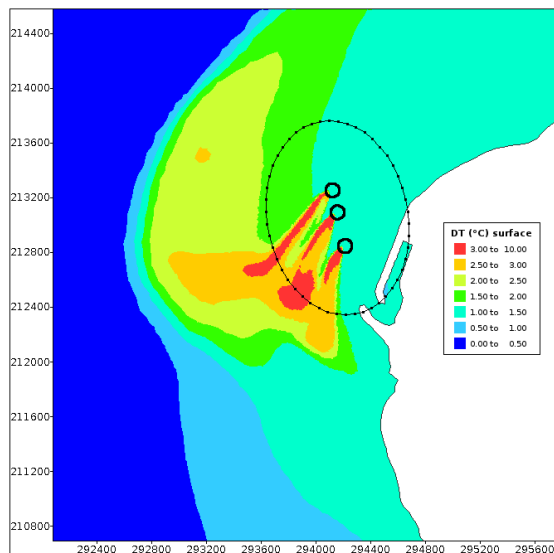 214400
214000
213600
213200
212800
212400
212000
211600
211200
210800
DT (°C) surface
3.00 to 10.00
2.50 to 3.00
2.00 to 2.50
1.50 to 2.00
1.00 to 1.50
0.50 to 1.00
0.00 to 0.50
292400 292800 293200 293600 294000 294400 294800 295200 295600